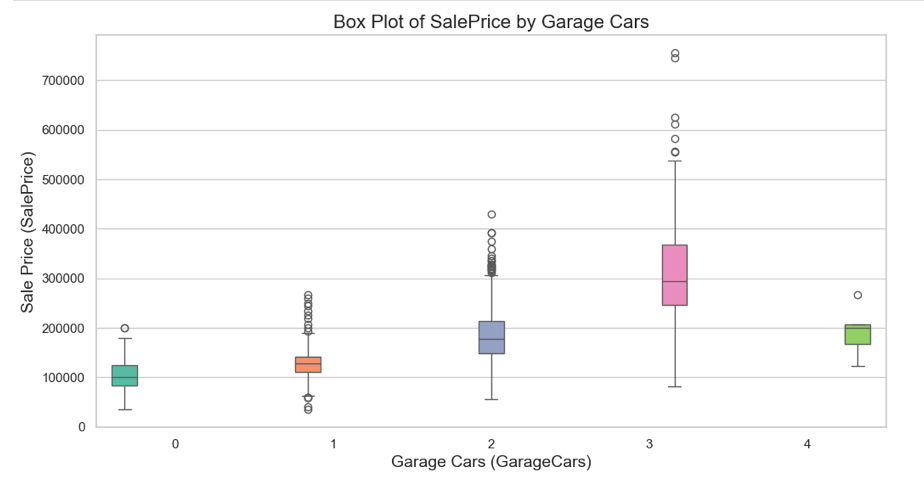 Box Plot of SalePrice by Garage Cars
Sale Price (SalePrice)
700000
600000
500000
400000
300000
200000
100000
0
0 1 2 3 4
Garage Cars (GarageCars)